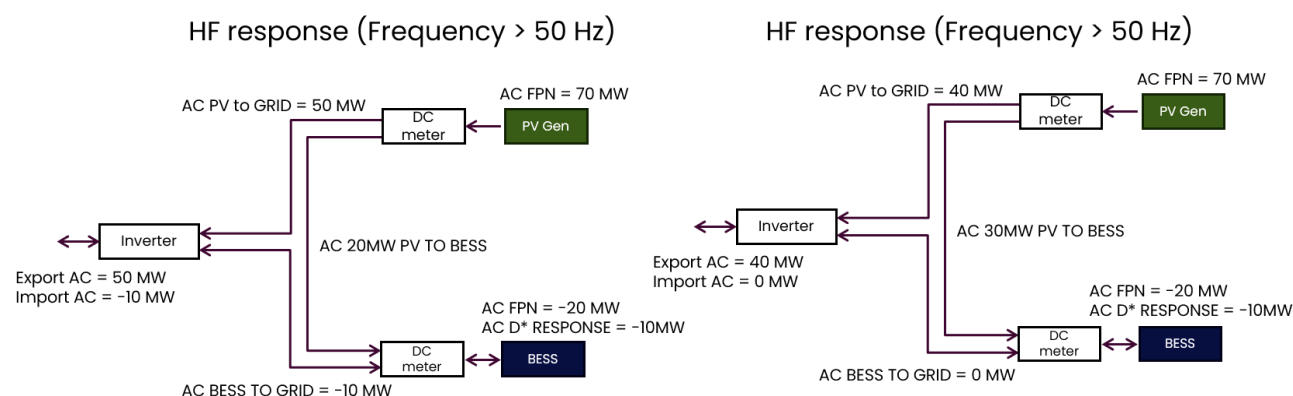 HF response (Frequency > 50 Hz)
AC FPN = 70 MW
AC PV to GRID = 50 MW
DC
meter
PV Gen
Inverter
AC 20MW PV TO BESS
Export AC = 50 MW
Import AC = -10 MW
AC FPN = -20 MW
AC D* RESPONSE = -10MW
DC
meter
BESS
AC BESS TO GRID = -10 MW
HF response (Frequency > 50 Hz)
AC FPN = 70 MW
AC PV to GRID = 40 MW
DC
meter
PV Gen
Inverter
AC 30MW PV TO BESS
Export AC = 40 MW
Import AC = 0 MW
AC FPN = -20 MW
AC D* RESPONSE = -10MW
DC
meter
BESS
AC BESS TO GRID = 0 MW